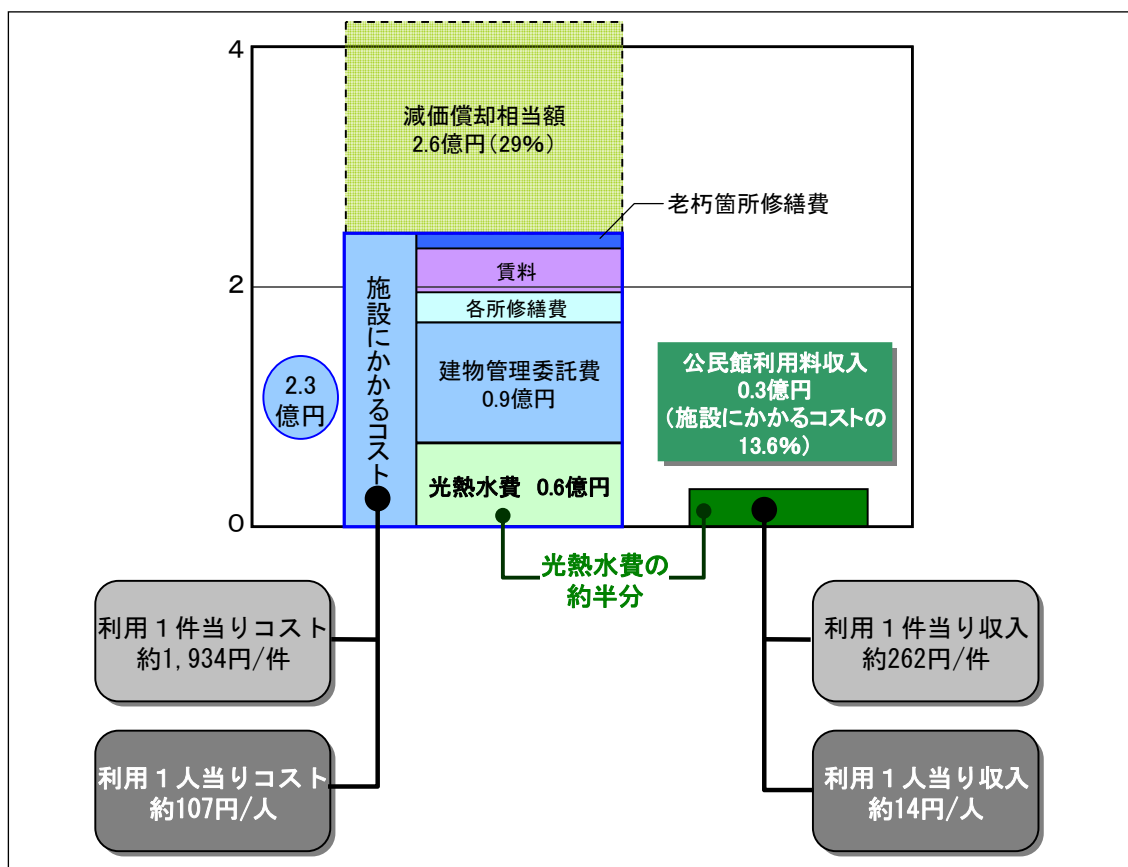 4
減価償却相当額
2.6億円(29%)
老朽箇所修繕費
賃料
2
各所修繕費
施設にかかるコスト
2.3
億円
建物管理委託費
0.9億円
公民館利用料収入
0.3億円
(施設にかかるコストの
13.6%)
光熱水費 0.6億円
0
光熱水費の
約半分
利用1件当りコスト
約1,934円/件
利用1件当り収入
約262円/件
利用1人当りコスト
約107円/人
利用1人当り収入
約14円/人